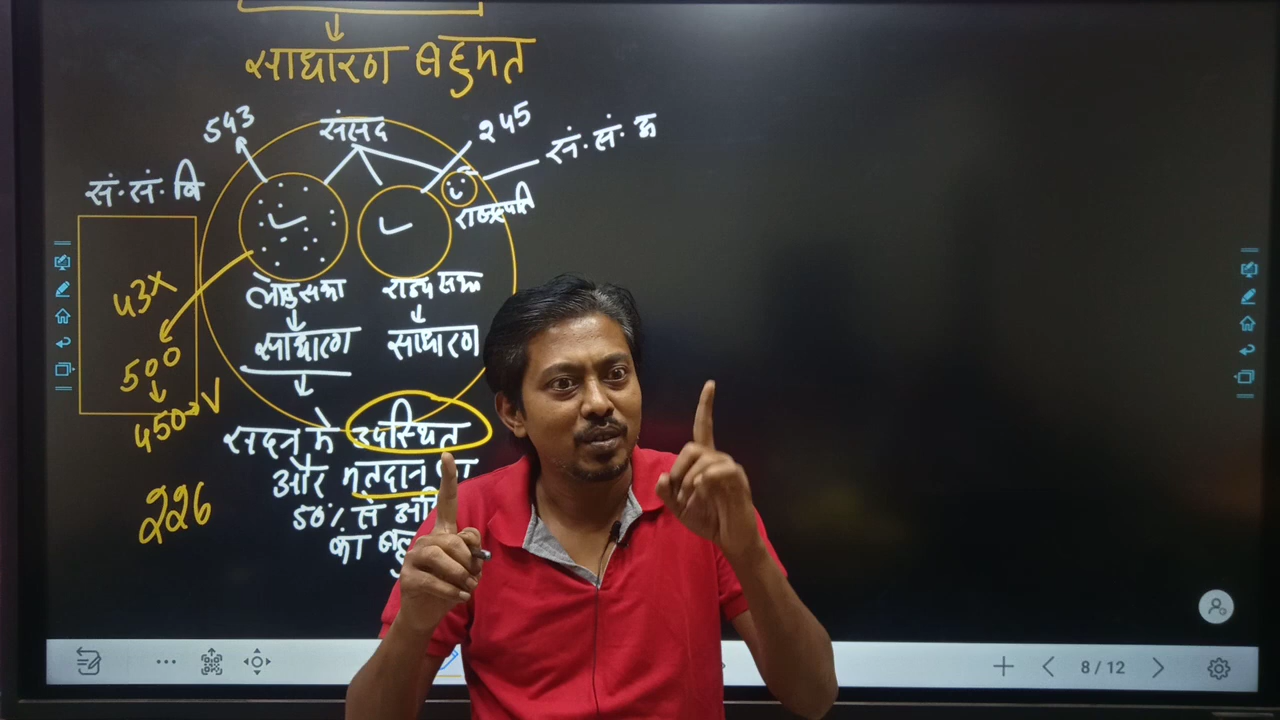 साधारण बहुमत
543
संसद
245
सं. सं. क
सं. सं. वि
राष्ट्रपति
लोकसभा
राज्य सभा
साधारण
साधारण
43x
500
450
सदन मे उपस्थित
और मतदान का
50% से
226
8 / 12